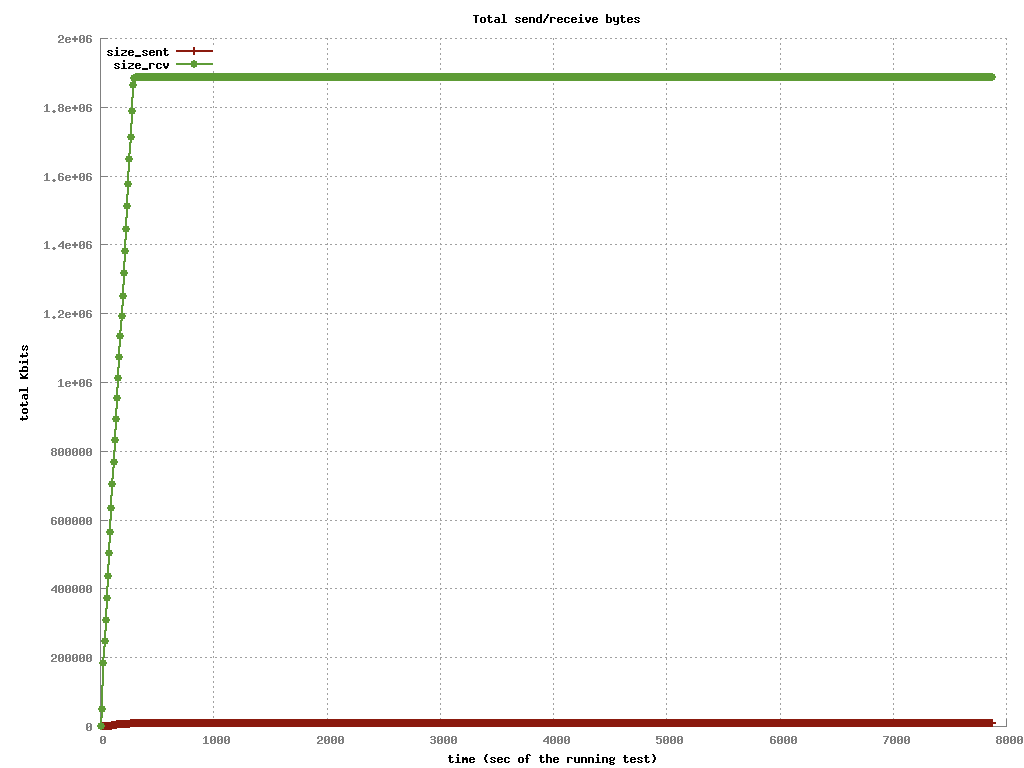 Total send/receive bytes
2e+06
size_sent
size_rcv
1.8e+06
1.6e+06
1.4e+06
1.2e+06
total Kbits
1e+06
800000
600000
400000
200000
0
0 1000 2000 3000 4000 5000 6000 7000 8000
time (sec of the running test)